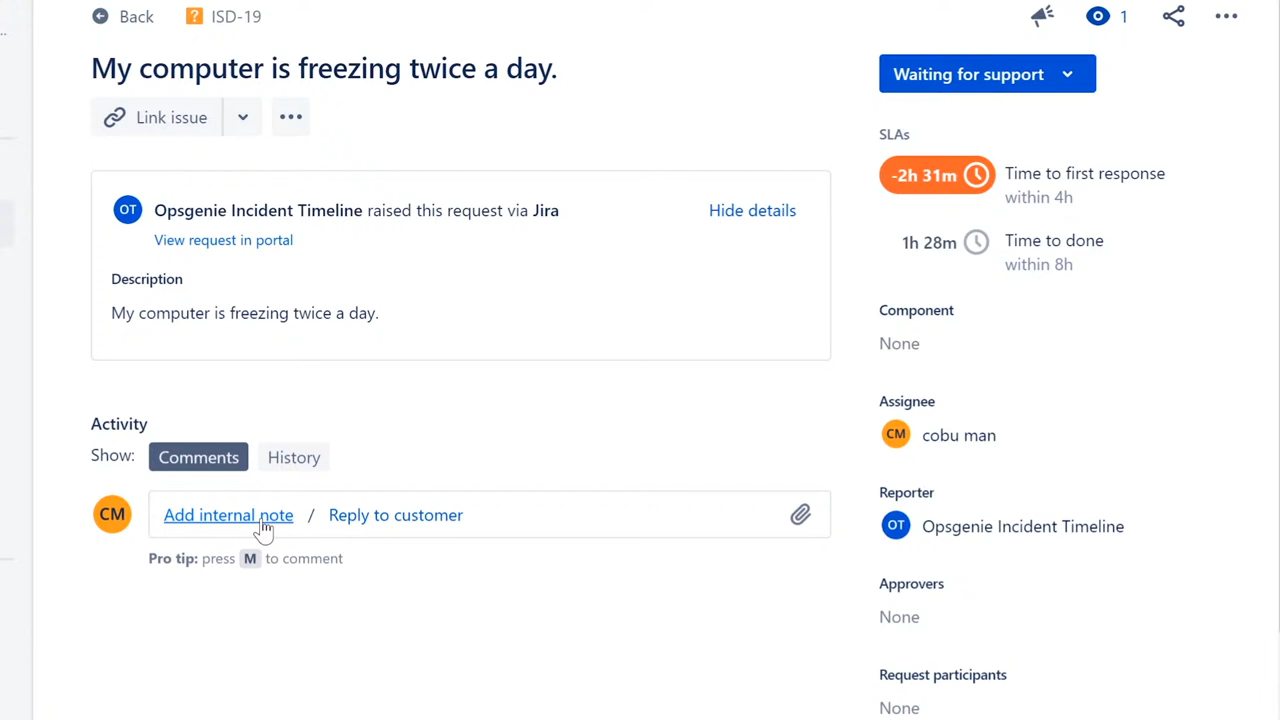 Back
ISD-19
1
My computer is freezing twice a day.
Link issue
Waiting for support
SLAs
-2h 31m Time to first response
within 4h
OT Opsgenie Incident Timeline raised this request via Jira
Hide details
View request in portal
1h 28m Time to done
within 8h
Description
My computer is freezing twice a day.
Component
None
Activity
Show: Comments History
Assignee
CM cobu man
CM Add internal note / Reply to customer
Pro tip: press M to comment
Reporter
OT Opsgenie Incident Timeline
Approvers
None
Request participants
None